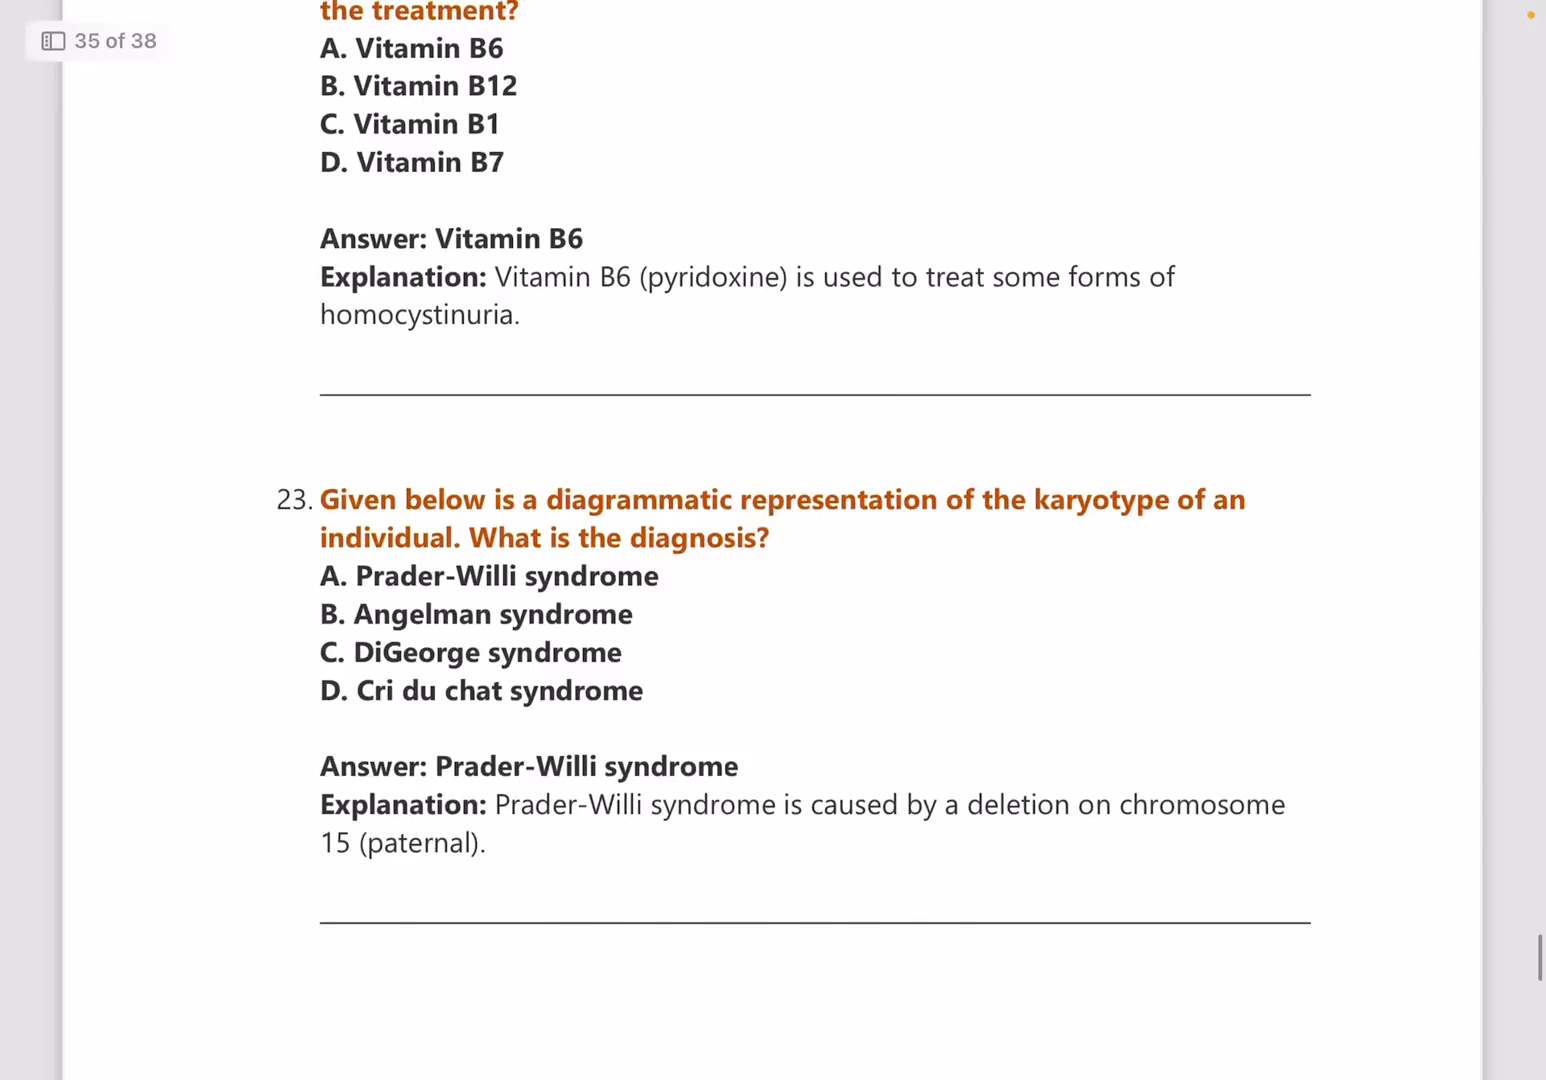 the treatment?
35 of 38
A. Vitamin B6
B. Vitamin B12
C. Vitamin B1
D. Vitamin B7
Answer: Vitamin B6
Explanation: Vitamin B6 (pyridoxine) is used to treat some forms of
homocystinuria.
23. Given below is a diagrammatic representation of the karyotype of an
individual. What is the diagnosis?
A. Prader-Willi syndrome
B. Angelman syndrome
C. DiGeorge syndrome
D. Cri du chat syndrome
Answer: Prader-Willi syndrome
Explanation: Prader-Willi syndrome is caused by a deletion on chromosome
15 (paternal).